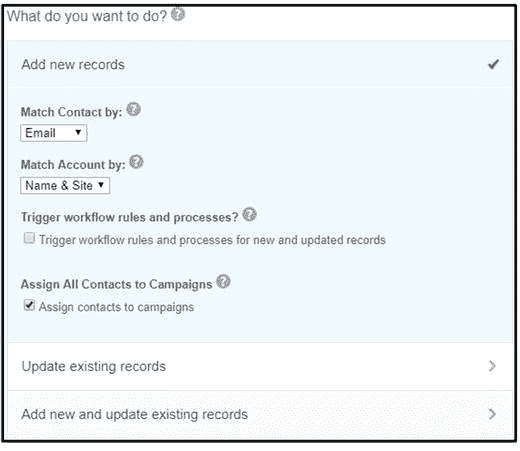 What do you want to do?
Add new records
Match Contact by:
Email
Match Account by:
Name & Site
Trigger workflow rules and processes?
Trigger workflow rules and processes for new and updated records
Assign All Contacts to Campaigns
Assign contacts to campaigns
Update existing records
Add new and update existing records